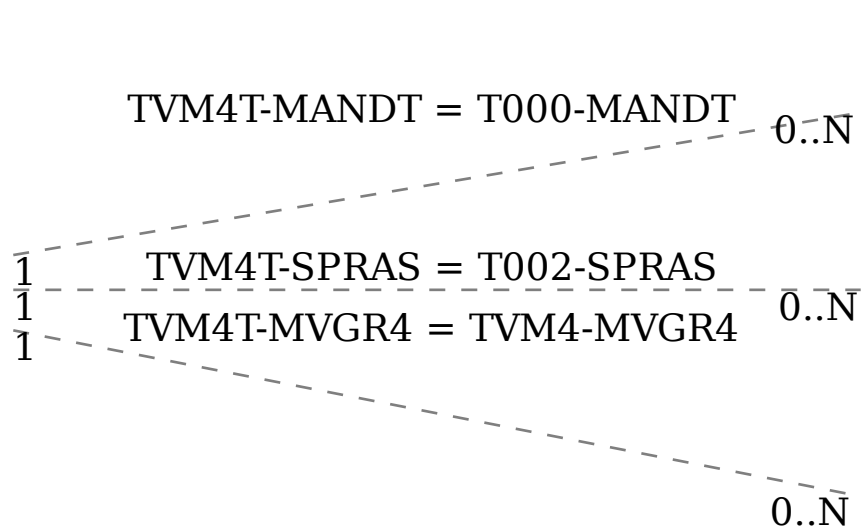 TVM4T-MANDT = T000-MANDT
0..N
1
TVM4T-SPRAS = T002-SPRAS
1
0..N
TVM4T-MVGR4 = TVM4-MVGR4
1
0..N